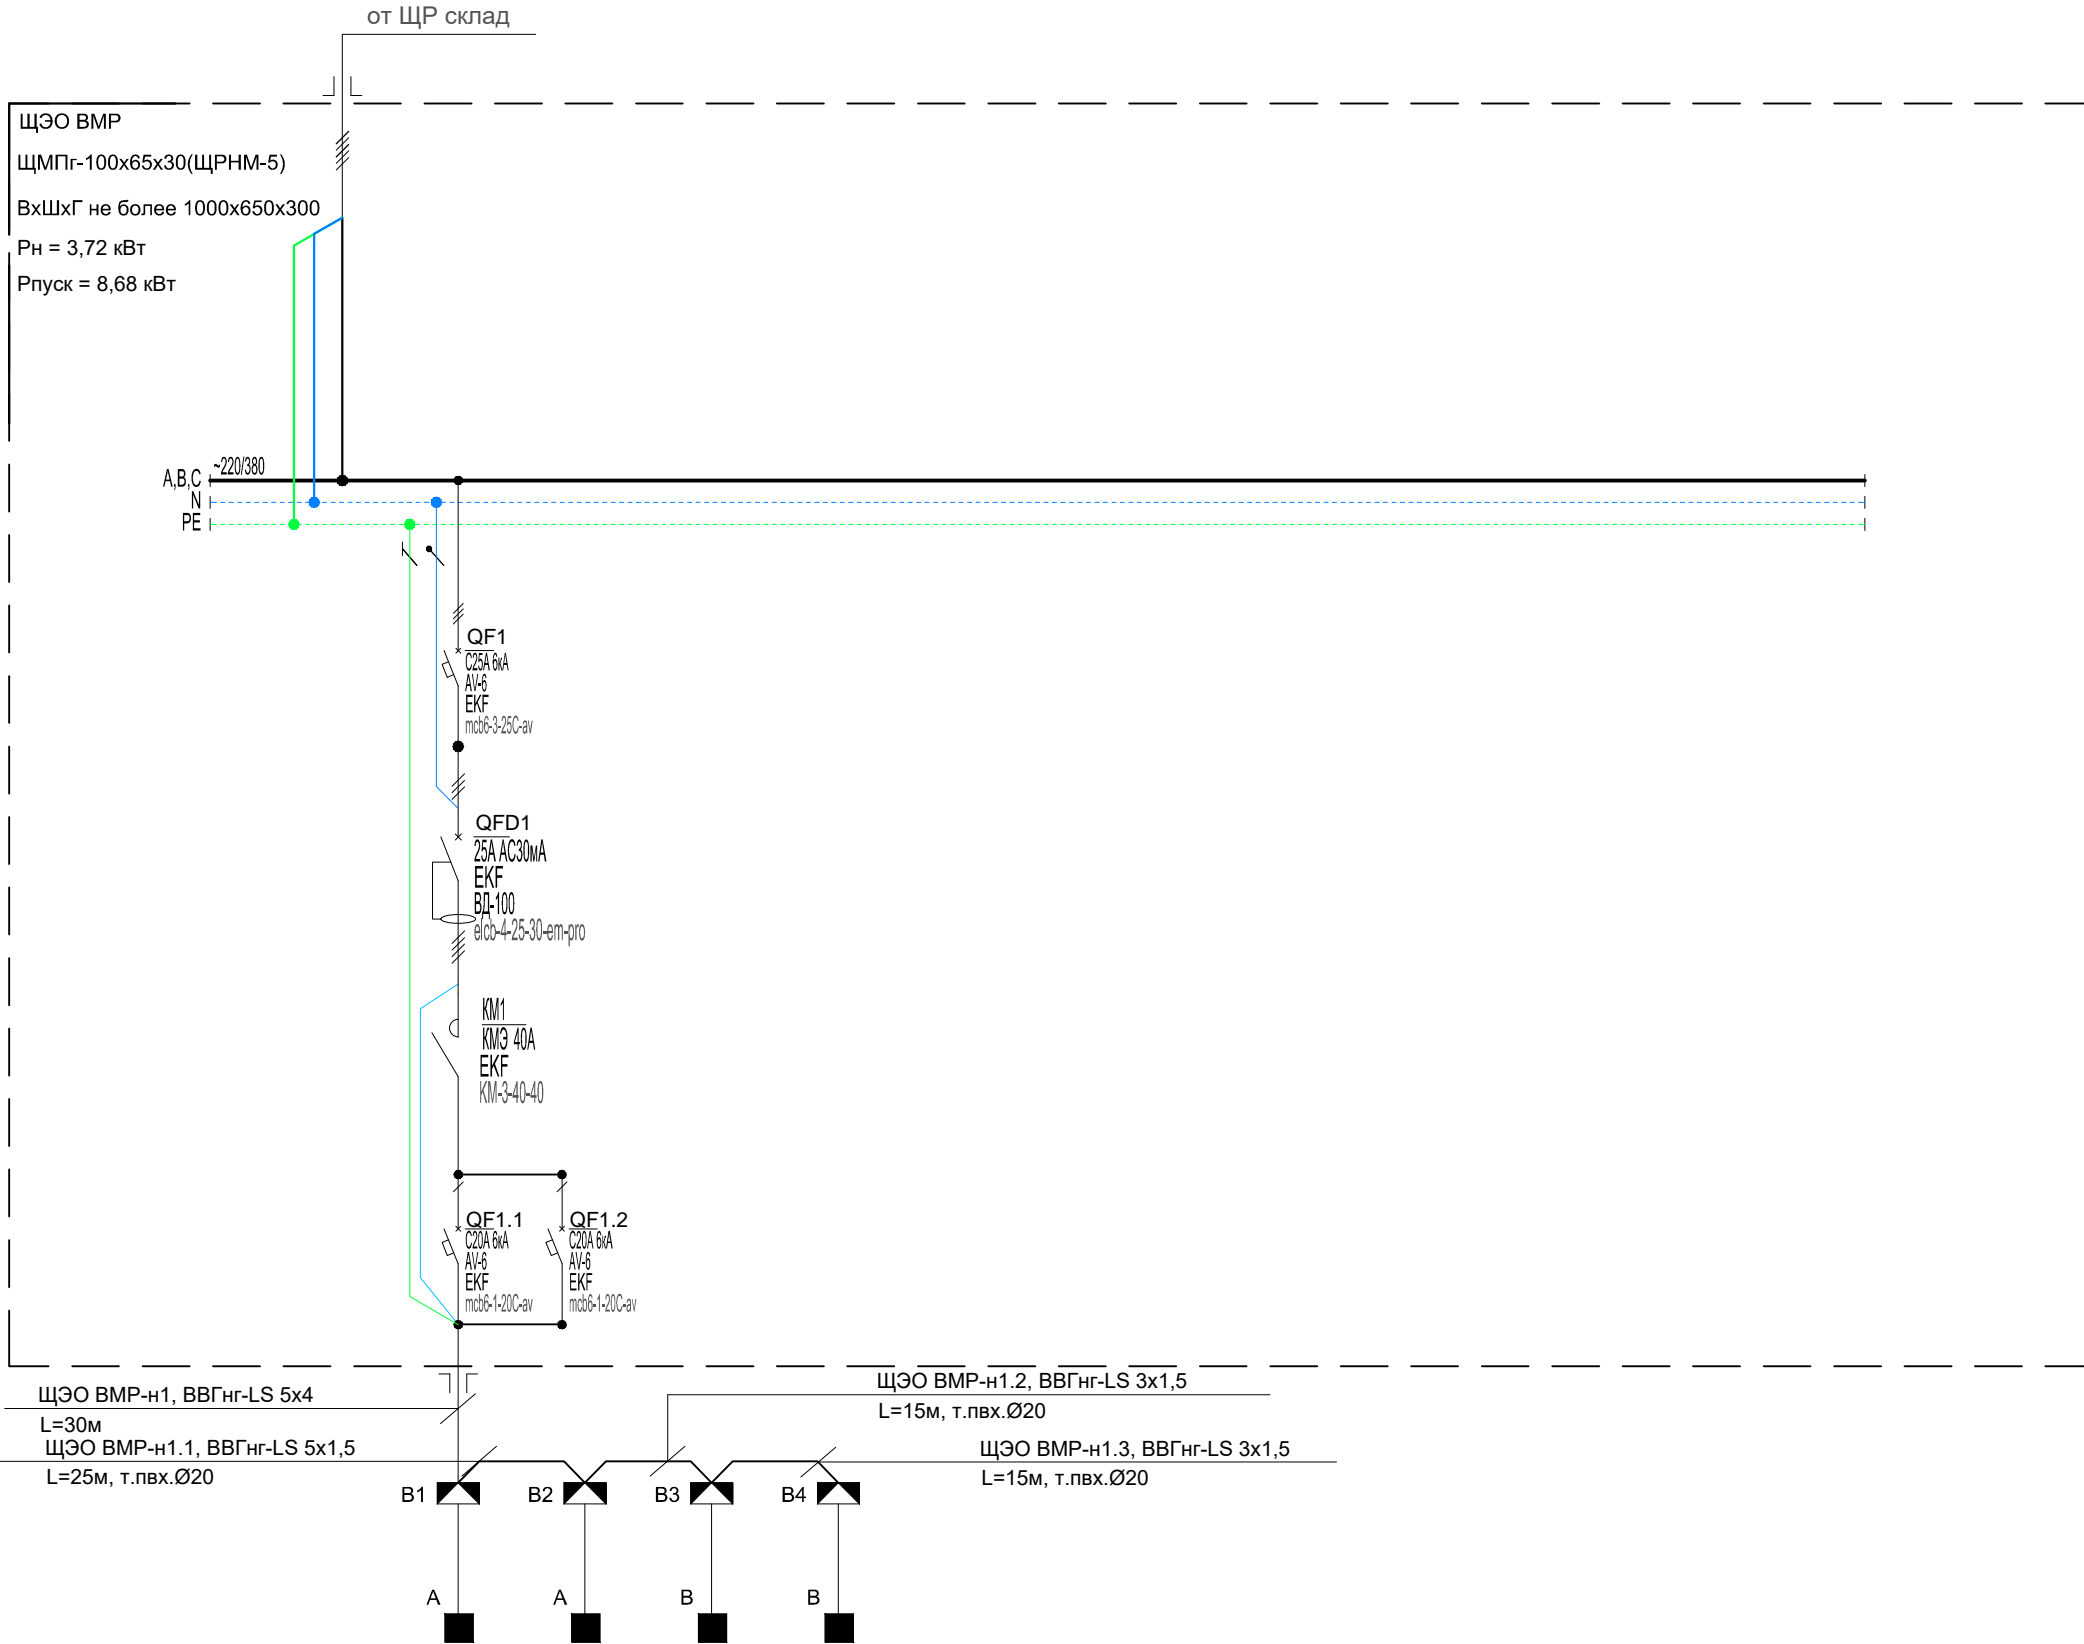 от ЩР склад
ЩЭО ВМР
ЩМПг-100х65х30(ЩРНМ-5)
ВхШхГ не более 1000х650х300
Рн = 3,72 кВт
Рпуск = 8,68 кВт
~220/380
A,B,C
N
PE
QF1
C25A 6кА
AV-6
EKF
mcb6-3-25C-av
QFD1
25A AC30мА
EKF
ВД-100
elcb-4-25-30-em-pro
КМ1
КМЭ 40А
EKF
КМ-3-40-40
QF1.1
C20A 6кА
AV-6
EKF
mcb6-1-20C-av
QF1.2
C20A 6кА
AV-6
EKF
mcb6-1-20C-av
ЩЭО ВМР-н1, ВВГнг-LS 5х4
L=30м
ЩЭО ВМР-н1.1, ВВГнг-LS 5х1,5
L=25м, т.пвх.Ø20
ЩЭО ВМР-н1.2, ВВГнг-LS 3х1,5
L=15м, т.пвх.Ø20
ЩЭО ВМР-н1.3, ВВГнг-LS 3х1,5
L=15м, т.пвх.Ø20
В1
В2
В3
В4
А
А
В
В